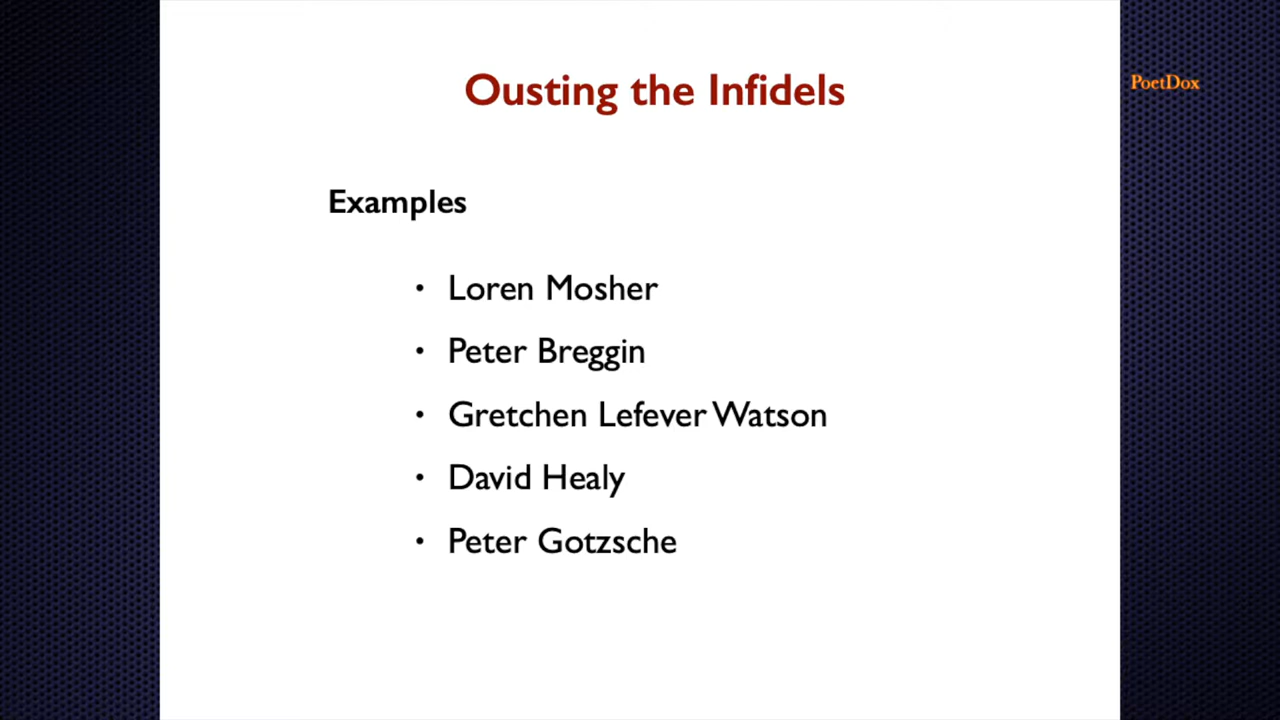 Ousting the Infidels
PoetDox
Examples
• Loren Mosher
• Peter Breggin
• Gretchen Lefever Watson
• David Healy
• Peter Gotzsche